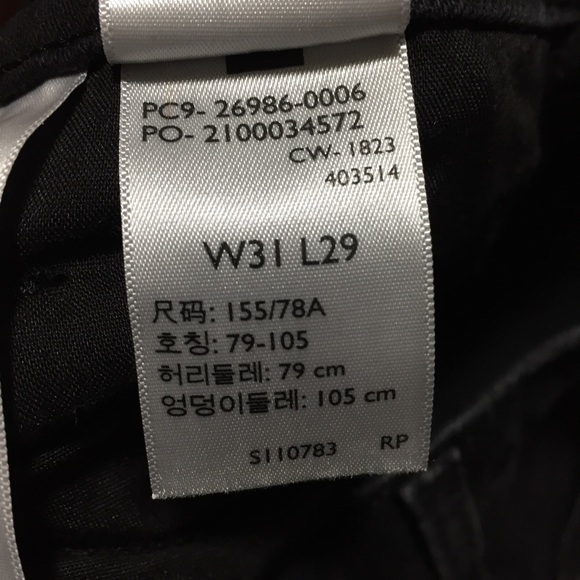 PC9- 26986-0006
PO- 2100034572
CW- 1823
403514
W31 L29
尺码: 155/78A
호칭: 79-105
허리둘레: 79 cm
엉덩이둘레: 105 cm
S110783 RP